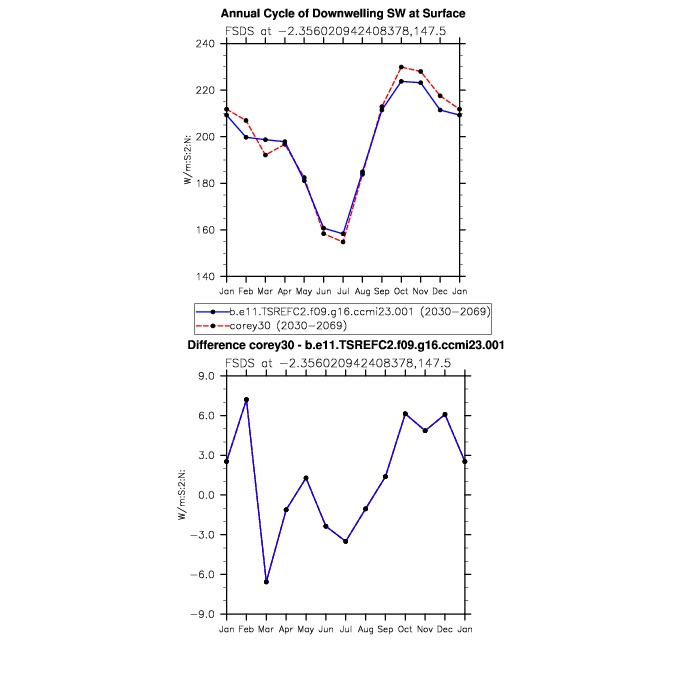 Annual Cycle of Downwelling SW at Surface
FSDS at −2.356020942408378,147.5
240
220
200
180
160
140
W/m:S:2:N:
Jan Feb Mar Apr May Jun Jul Aug Sep Oct Nov Dec Jan
b.e11.TSREFC2.f09.g16.ccmi23.001 (2030−2069)
corey30 (2030−2069)
Difference corey30 - b.e11.TSREFC2.f09.g16.ccmi23.001
FSDS at −2.356020942408378,147.5
9.0
6.0
3.0
0.0
−3.0
−6.0
−9.0
W/m:S:2:N:
Jan Feb Mar Apr May Jun Jul Aug Sep Oct Nov Dec Jan